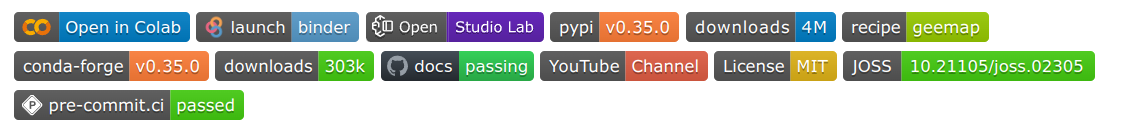 Open in Colab launch binder Open Studio Lab pypi v0.35.0 downloads 4M recipe geemap
conda-forge v0.35.0 downloads 303k docs passing YouTube Channel License MIT JOSS 10.21105/joss.02305
P pre-commit.ci passed